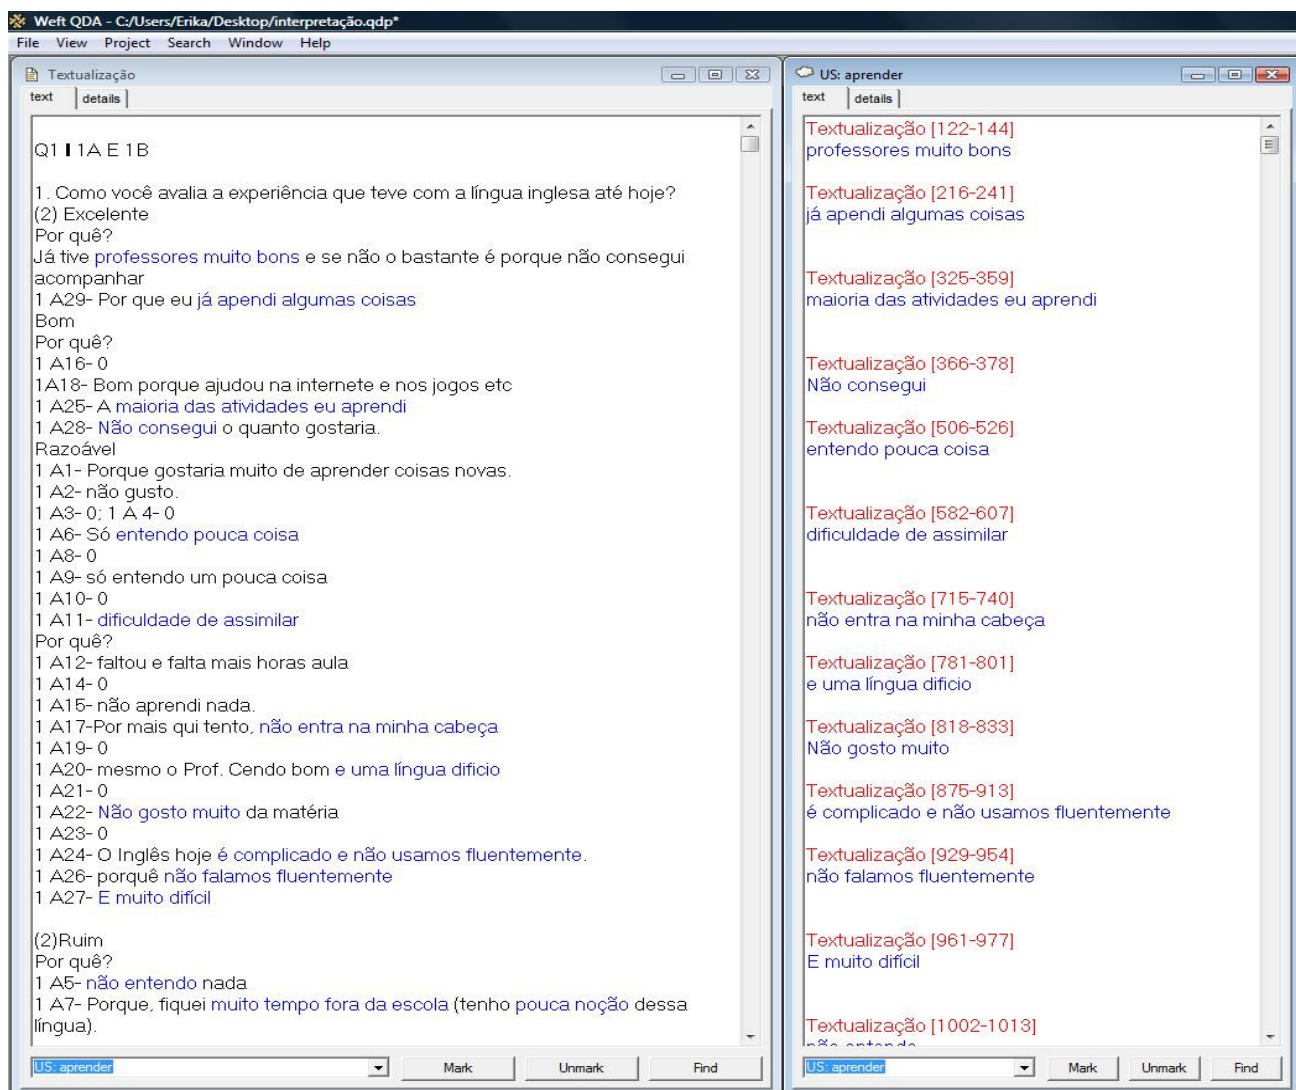 Weft QDA - C:/Users/Erika/Desktop/interpretação.qdp*
File View Project Search Window Help
Textualização
text details
Q1 I 1A E 1B
1. Como você avalia a experiência que teve com a língua inglesa até hoje?
(2) Excelente
Por quê?
Já tive professores muito bons e se não o bastante é porque não consegui
acompanhar
1 A29- Por que eu já apendi algumas coisas
Bom
Por quê?
1 A16- 0
1A18- Bom porque ajudou na internete e nos jogos etc
1 A25- A maioria das atividades eu aprendi
1 A28- Não consegui o quanto gostaria.
Razoável
1 A1- Porque gostaria muito de aprender coisas novas.
1 A2- não gusto.
1 A3- 0; 1 A 4- 0
1 A6- Só entendo pouca coisa
1 A8- 0
1 A9- só entendo um pouca coisa
1 A10- 0
1 A11- dificuldade de assimilar
Por quê?
1 A12- faltou e falta mais horas aula
1 A14- 0
1 A15- não aprendi nada.
1 A17-Por mais qui tento, não entra na minha cabeça
1 A19- 0
1 A20- mesmo o Prof. Cendo bom e uma língua dificio
1 A21- 0
1 A22- Não gosto muito da matéria
1 A23- 0
1 A24- O Inglês hoje é complicado e não usamos fluentemente.
1 A26- porquê não falamos fluentemente
1 A27- E muito difícil
(2)Ruim
Por quê?
1 A5- não entendo nada
1 A7- Porque, fiquei muito tempo fora da escola (tenho pouca noção dessa
língua).
US: aprender Mark Unmark Find
US: aprender
text details
Textualização [122-144]
professores muito bons
Textualização [216-241]
já apendi algumas coisas
Textualização [325-359]
maioria das atividades eu aprendi
Textualização [366-378]
Não consegui
Textualização [506-526]
entendo pouca coisa
Textualização [582-607]
dificuldade de assimilar
Textualização [715-740]
não entra na minha cabeça
Textualização [781-801]
e uma língua dificio
Textualização [818-833]
Não gosto muito
Textualização [875-913]
é complicado e não usamos fluentemente
Textualização [929-954]
não falamos fluentemente
Textualização [961-977]
E muito difícil
Textualização [1002-1013]
não entendo
US: aprender Mark Unmark Find